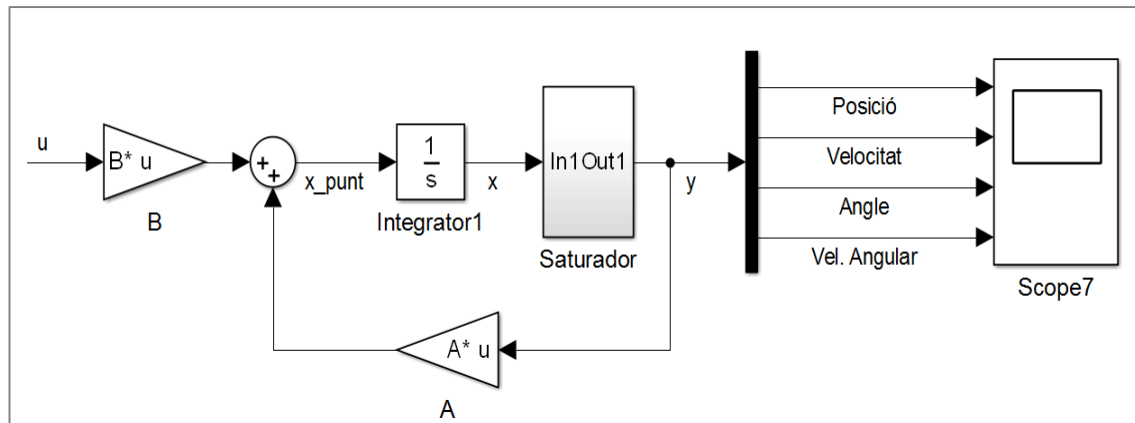 u
B* u
B
+
+
x_punt
1
s
Integrator1
x
In1Out1
Saturador
y
Posició
Velocitat
Angle
Vel. Angular
Scope7
A* u
A